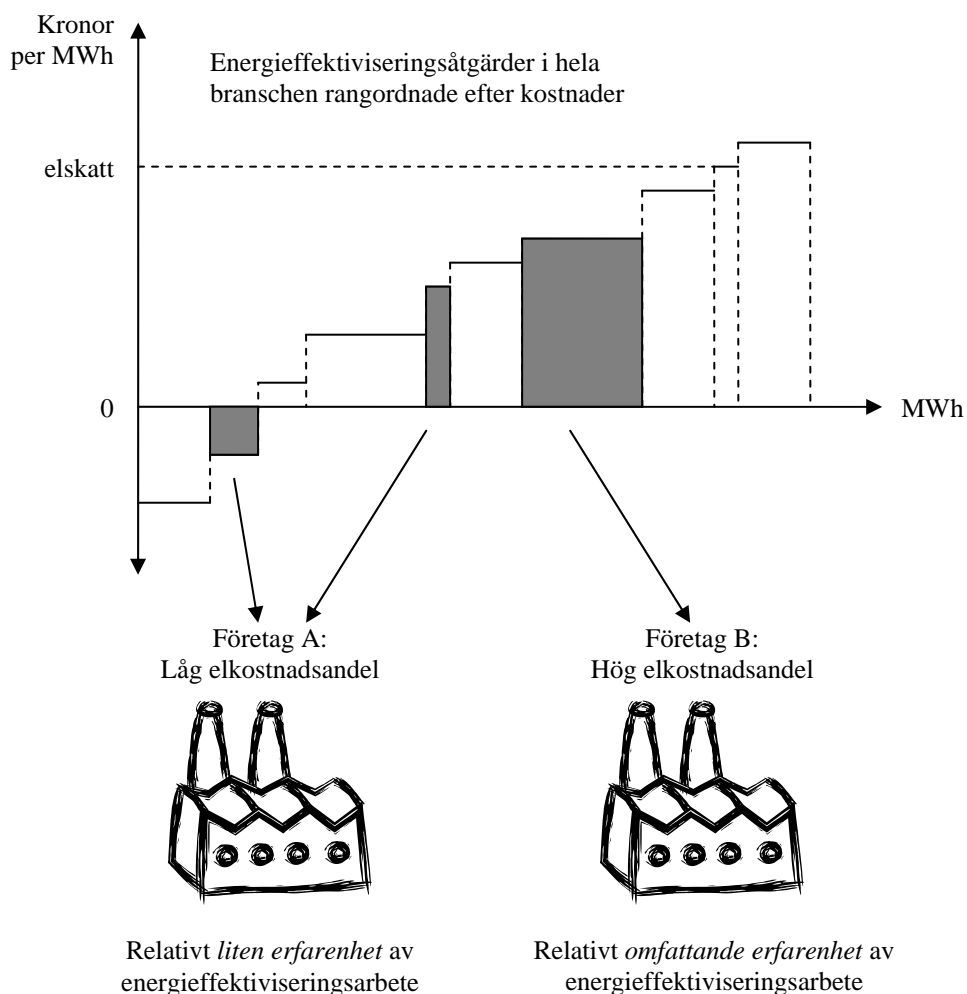 Kronor
per MWh
Energieffektiviseringsåtgärder i hela
branschen rangordnade efter kostnader
elskatt
0
MWh
Företag A:
Låg elkostnadsandel
Företag B:
Hög elkostnadsandel
Relativt liten erfarenhet av
energieffektiviseringsarbete
Relativt omfattande erfarenhet av
energieffektiviseringsarbete